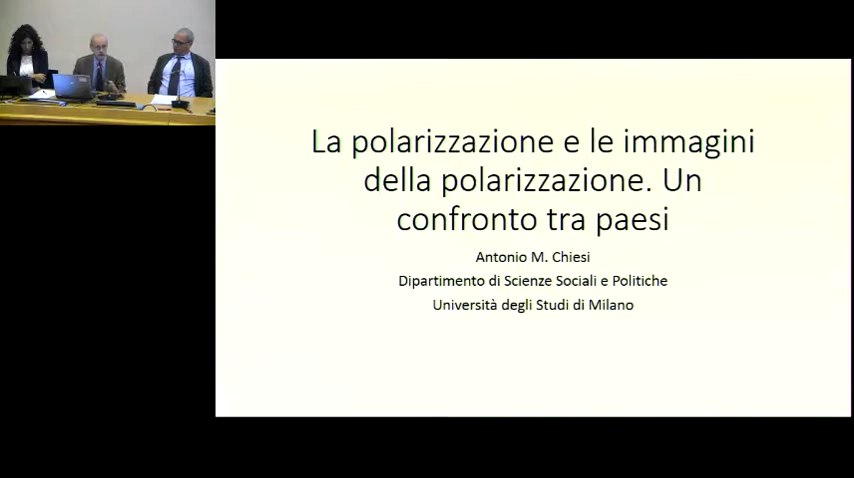 La polarizzazione e le immagini
della polarizzazione. Un
confronto tra paesi
Antonio M. Chiesi
Dipartimento di Scienze Sociali e Politiche
Università degli Studi di Milano